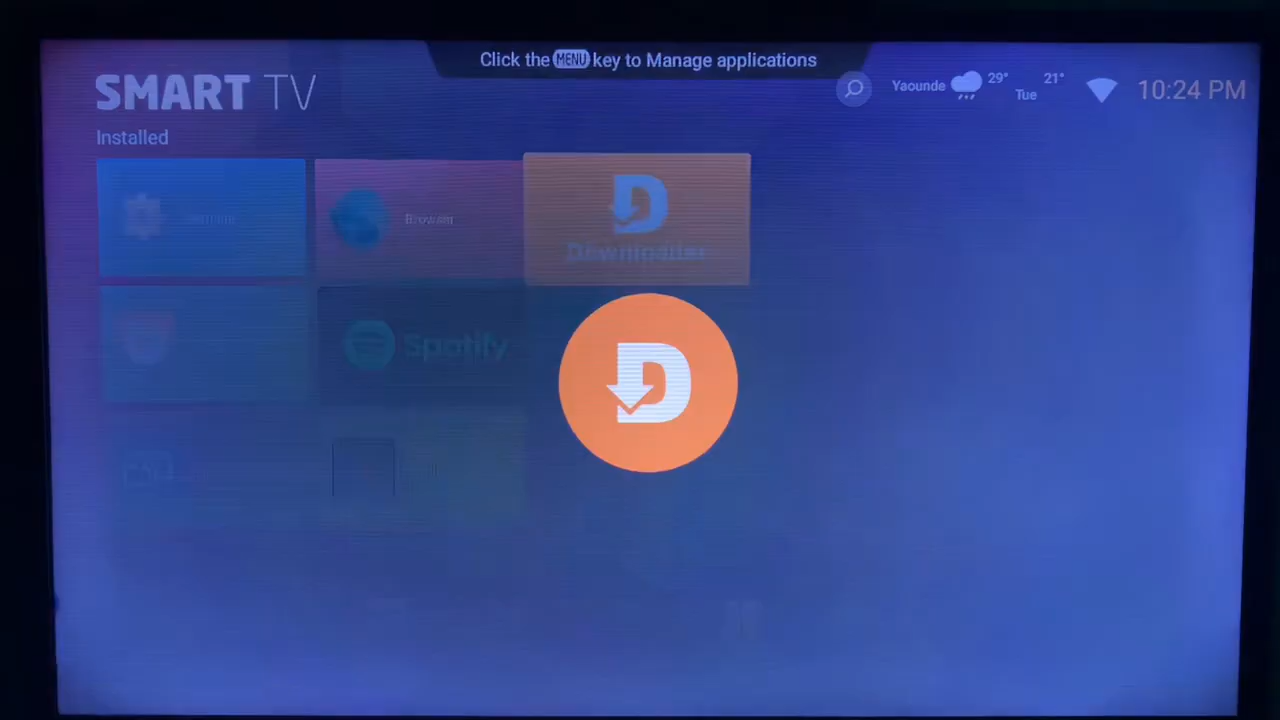 Click the MENU key to Manage applications
SMART TV
Yaounde 29° Tue 21° 10:24 PM
Installed
Browser
Downloader
Spotify